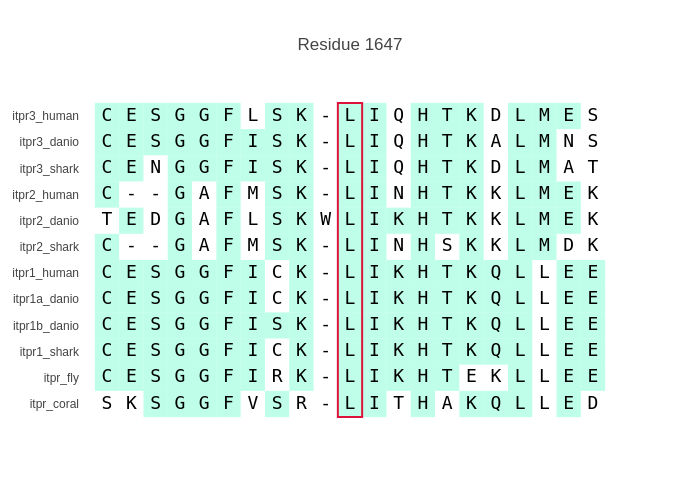 Residue 1647
itpr3_human C E S G G F L S K - L I Q H T K D L M E S
itpr3_danio C E S G G F I S K - L I Q H T K A L M N S
itpr3_shark C E N G G F I S K - L I Q H T K D L M A T
itpr2_human C - - G A F M S K - L I N H T K K L M E K
itpr2_danio T E D G A F L S K W L I K H T K K L M E K
itpr2_shark C - - G A F M S K - L I N H S K K L M D K
itpr1_human C E S G G F I C K - L I K H T K Q L L E E
itpr1a_danio C E S G G F I C K - L I K H T K Q L L E E
itpr1b_danio C E S G G F I S K - L I K H T K Q L L E E
itpr1_shark C E S G G F I C K - L I K H T K Q L L E E
itpr_fly C E S G G F I R K - L I K H T E K L L E E
itpr_coral S K S G G F V S R - L I T H A K Q L L E D